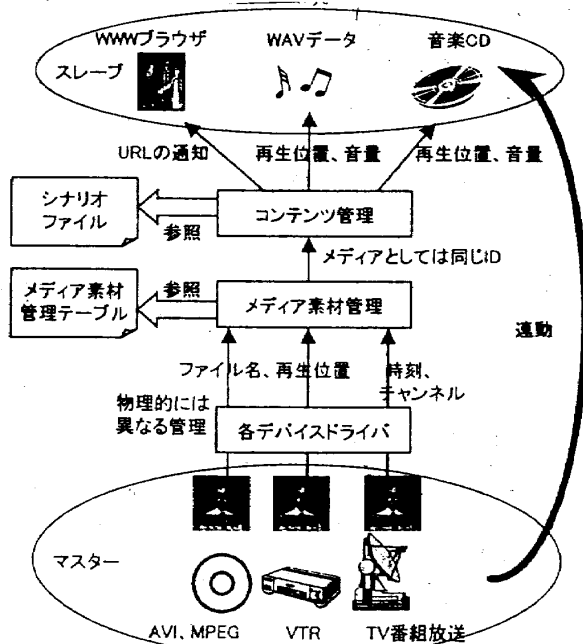 WWWブラウザ
WAVデータ
音楽CD
スレーブ
URLの通知
再生位置、音量
再生位置、音量
シナリオ
ファイル
参照
コンテンツ管理
メディアとしては同じID
メディア素材
管理テーブル
参照
メディア素材管理
連動
ファイル名、再生位置
時刻、
チャンネル
物理的には
異なる管理
各デバイスドライバ
マスター
AVI、MPEG
VTR
TV番組放送